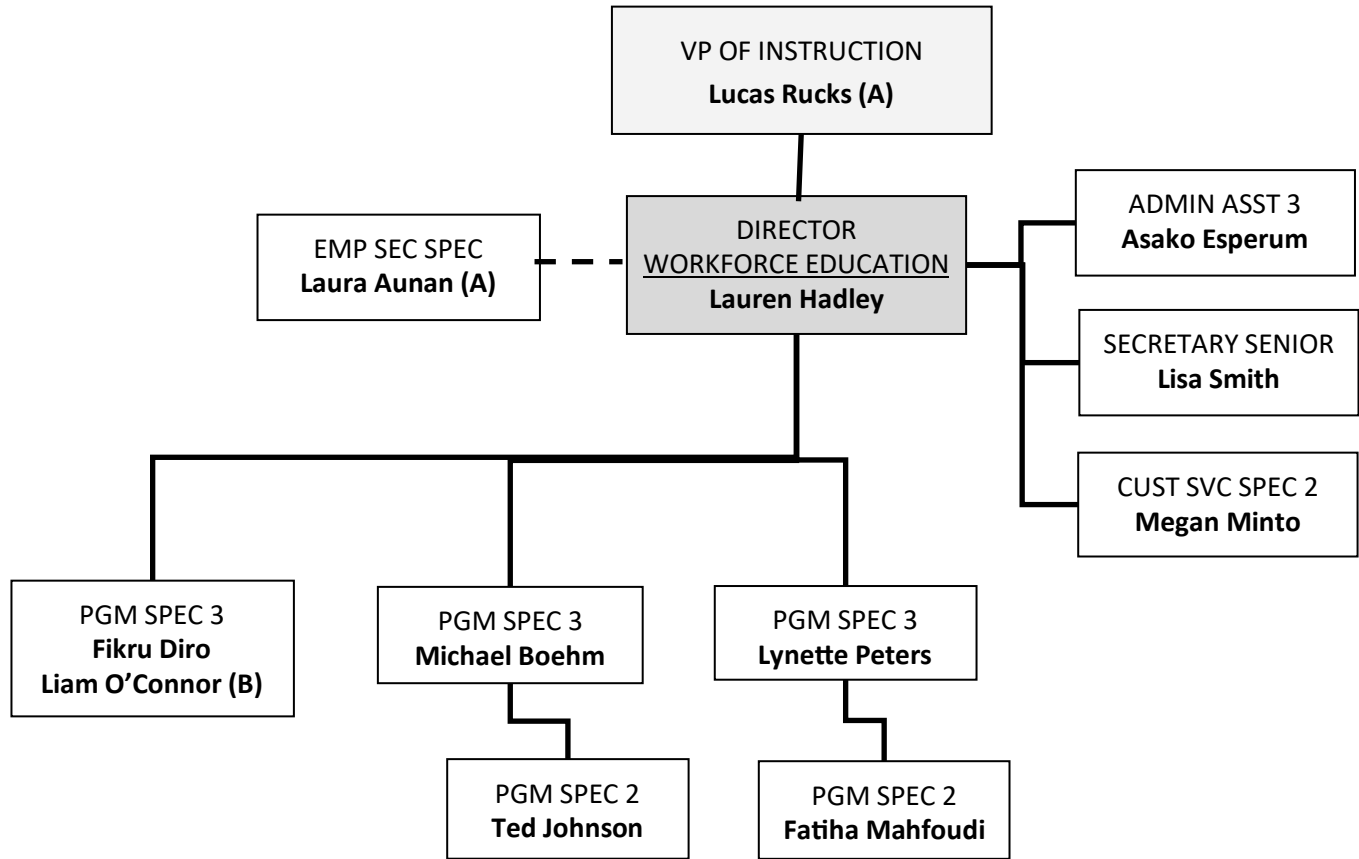 VP OF INSTRUCTION
Lucas Rucks (A)
EMP SEC SPEC
Laura Aunan (A)
DIRECTOR
WORKFORCE EDUCATION
Lauren Hadley
ADMIN ASST 3
Asako Esperum
SECRETARY SENIOR
Lisa Smith
CUST SVC SPEC 2
Megan Minto
PGM SPEC 3
Fikru Diro
Liam O’Connor (B)
PGM SPEC 3
Michael Boehm
PGM SPEC 3
Lynette Peters
PGM SPEC 2
Ted Johnson
PGM SPEC 2
Fatiha Mahfoudi